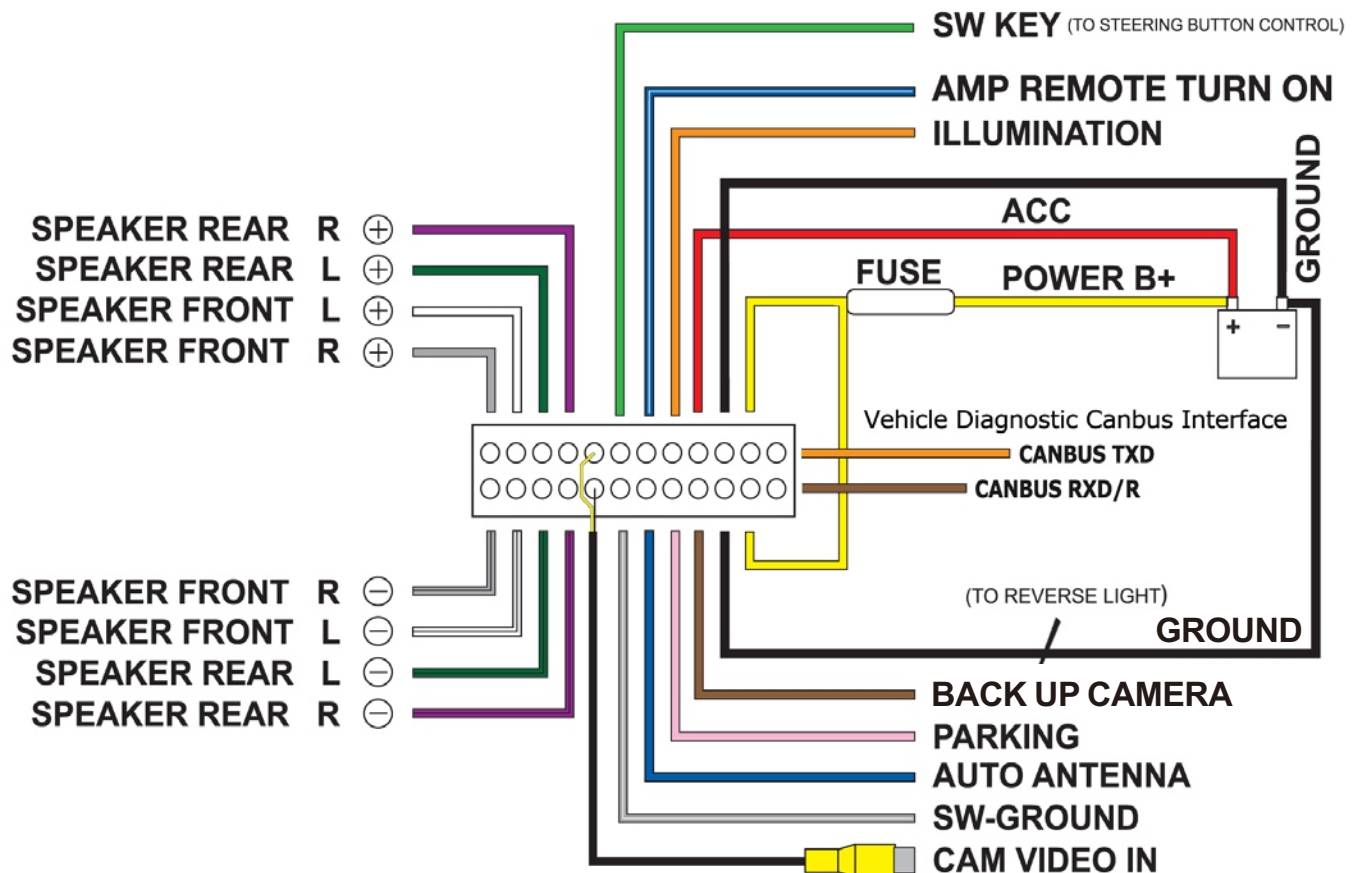 SW KEY (TO STEERING BUTTON CONTROL)
AMP REMOTE TURN ON
ILLUMINATION
GROUND
ACC
FUSE
POWER B+
+ −
SPEAKER REAR R +
SPEAKER REAR L +
SPEAKER FRONT L +
SPEAKER FRONT R +
Vehicle Diagnostic Canbus Interface
CANBUS TXD
CANBUS RXD/R
SPEAKER FRONT R −
SPEAKER FRONT L −
SPEAKER REAR L −
SPEAKER REAR R −
(TO REVERSE LIGHT)
GROUND
BACK UP CAMERA
PARKING
AUTO ANTENNA
SW-GROUND
CAM VIDEO IN